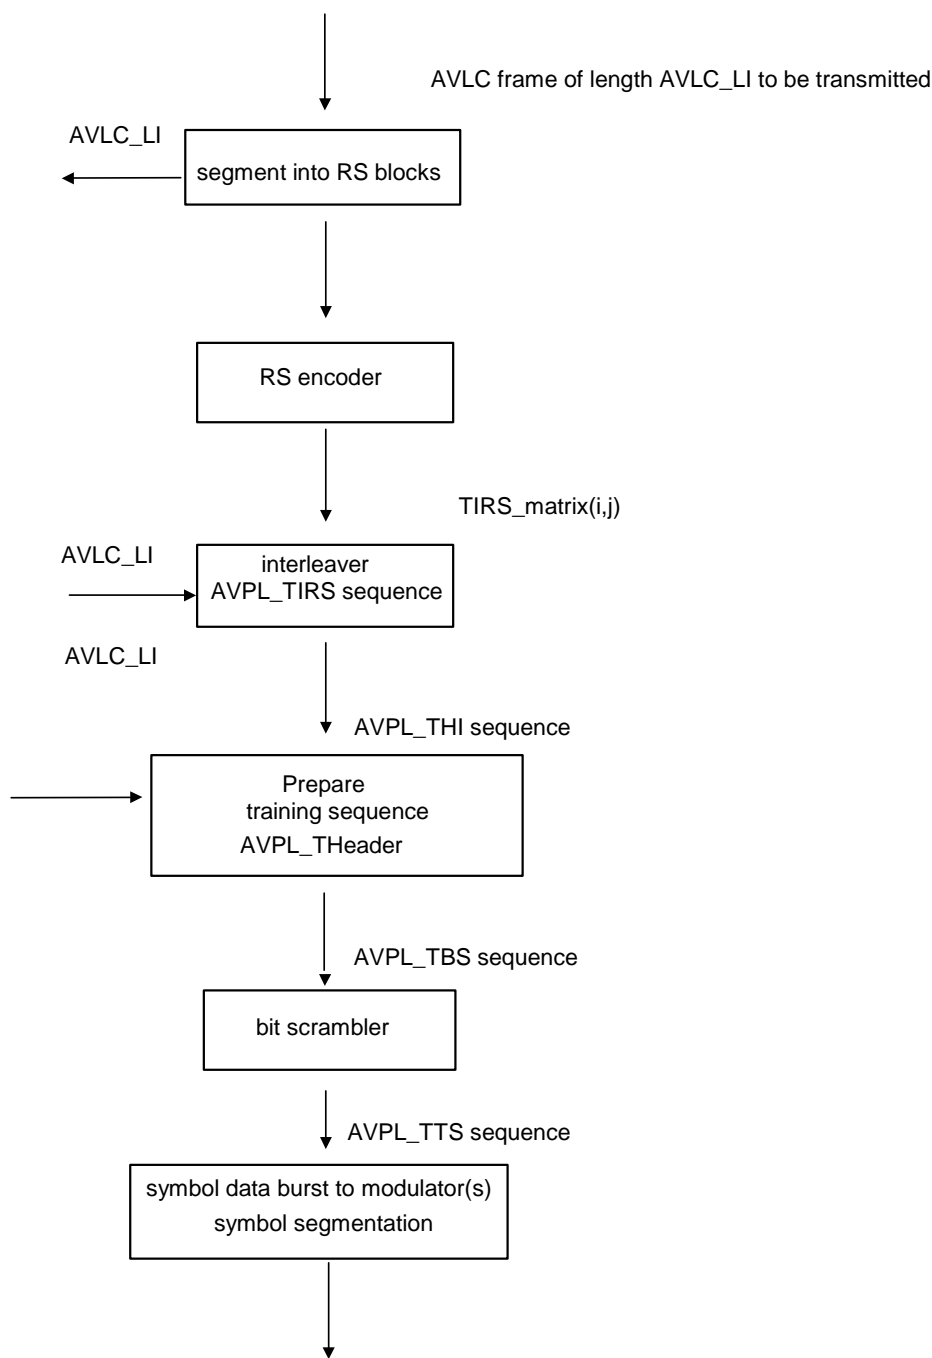 AVLC frame of length AVLC_LI to be transmitted
AVLC_LI
segment into RS blocks
RS encoder
TIRS_matrix(i,j)
AVLC_LI
interleaver
AVPL_TIRS sequence
AVLC_LI
AVPL_THI sequence
Prepare
training sequence
AVPL_THeader
AVPL_TBS sequence
bit scrambler
AVPL_TTS sequence
symbol data burst to modulator(s)
symbol segmentation